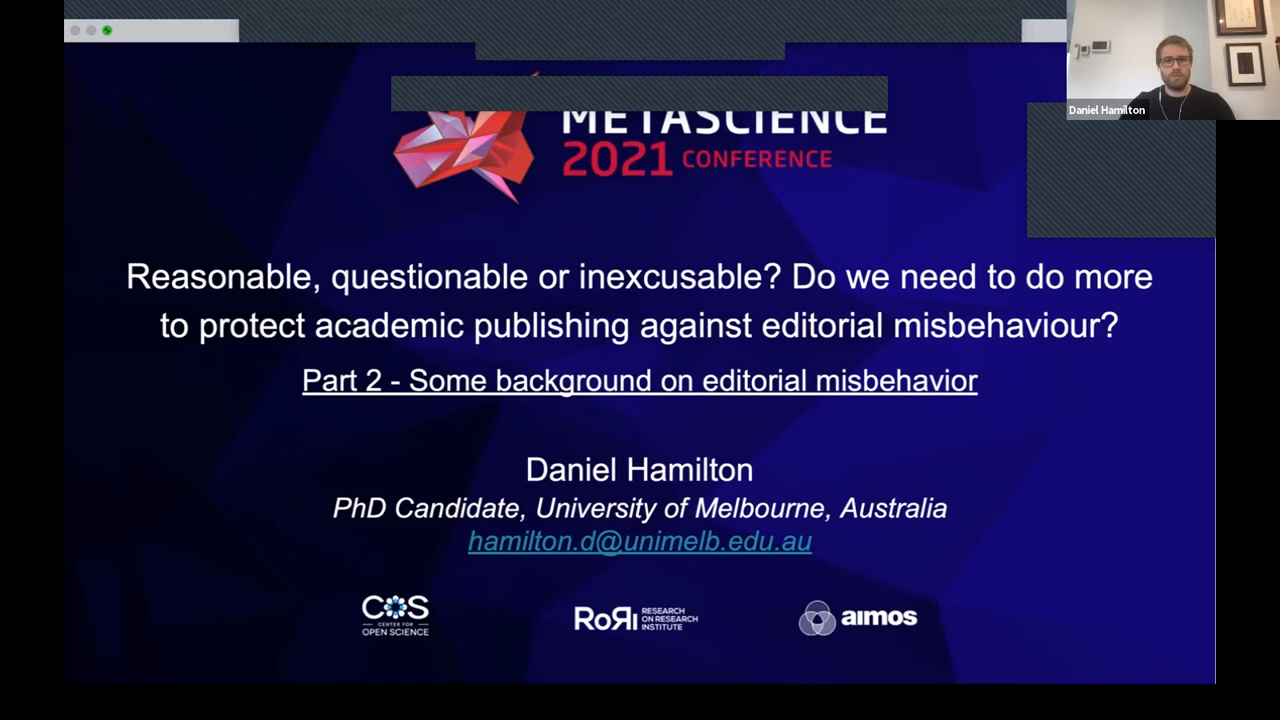 Daniel Hamilton
METASCIENCE
2021 CONFERENCE
Reasonable, questionable or inexcusable? Do we need to do more
to protect academic publishing against editorial misbehaviour?
Part 2 - Some background on editorial misbehavior
Daniel Hamilton
PhD Candidate, University of Melbourne, Australia
hamilton.d@unimelb.edu.au
COS
CENTER FOR
OPEN SCIENCE
RoRI
RESEARCH
ON RESEARCH
INSTITUTE
aimos